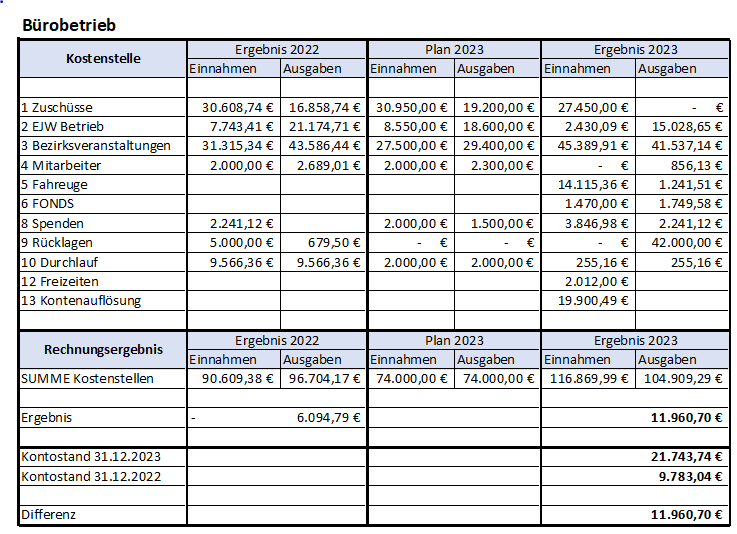 Bürobetrieb
Kostenstelle Ergebnis 2022 Plan 2023 Ergebnis 2023
Einnahmen Ausgaben Einnahmen Ausgaben Einnahmen Ausgaben
1 Zuschüsse 30.608,74 € 16.858,74 € 30.950,00 € 19.200,00 € 27.450,00 € - €
2 EJW Betrieb 7.743,41 € 21.174,71 € 8.550,00 € 18.600,00 € 2.430,09 € 15.028,65 €
3 Bezirksveranstaltungen 31.315,34 € 43.586,44 € 27.500,00 € 29.400,00 € 45.389,91 € 41.537,14 €
4 Mitarbeiter 2.000,00 € 2.689,01 € 2.000,00 € 2.300,00 € - € 856,13 €
5 Fahreuge 14.115,36 € 1.241,51 €
6 FONDS 1.470,00 € 1.749,58 €
8 Spenden 2.241,12 € 2.000,00 € 1.500,00 € 3.846,98 € 2.241,12 €
9 Rücklagen 5.000,00 € 679,50 € - € - € - € 42.000,00 €
10 Durchlauf 9.566,36 € 9.566,36 € 2.000,00 € 2.000,00 € 255,16 € 255,16 €
12 Freizeiten 2.012,00 €
13 Kontenauflösung 19.900,49 €
Rechnungsergebnis Ergebnis 2022 Plan 2023 Ergebnis 2023
Einnahmen Ausgaben Einnahmen Ausgaben Einnahmen Ausgaben
SUMME Kostenstellen 90.609,38 € 96.704,17 € 74.000,00 € 74.000,00 € 116.869,99 € 104.909,29 €
Ergebnis - 6.094,79 € 11.960,70 €
Kontostand 31.12.2023 21.743,74 €
Kontostand 31.12.2022 9.783,04 €
Differenz 11.960,70 €